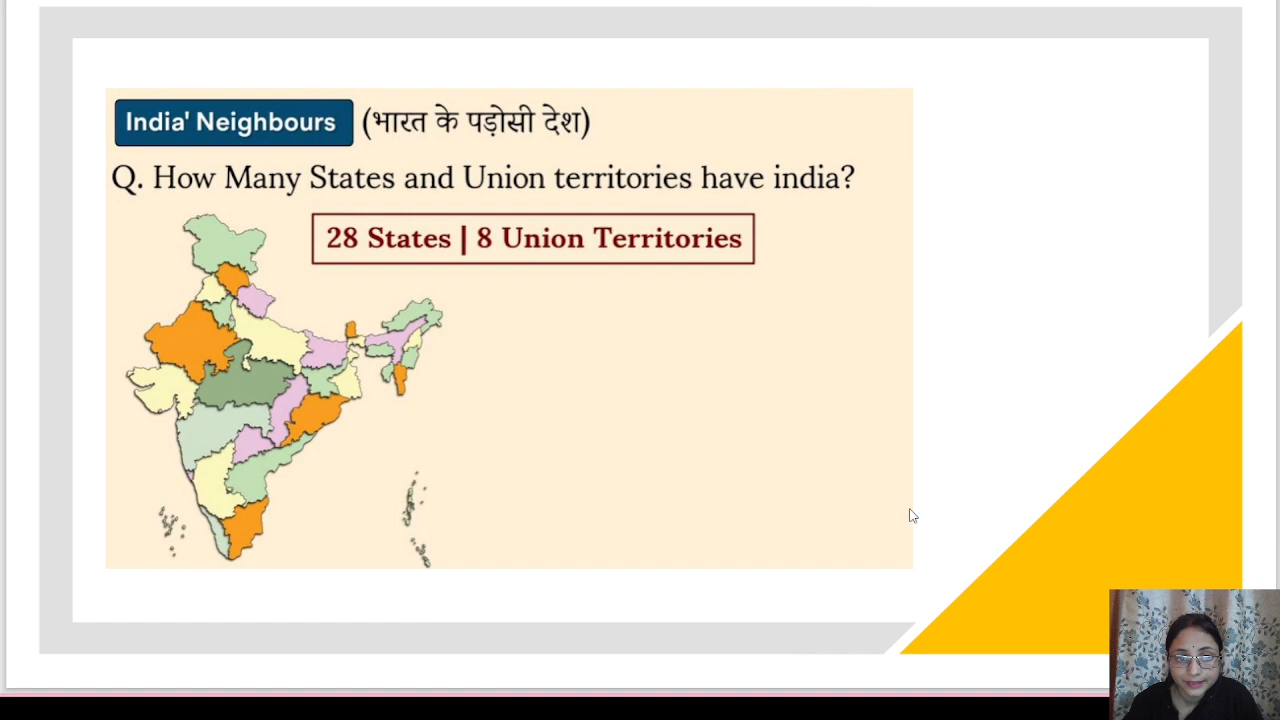 India' Neighbours (भारत के पड़ोसी देश)
Q. How Many States and Union territories have india?
28 States | 8 Union Territories